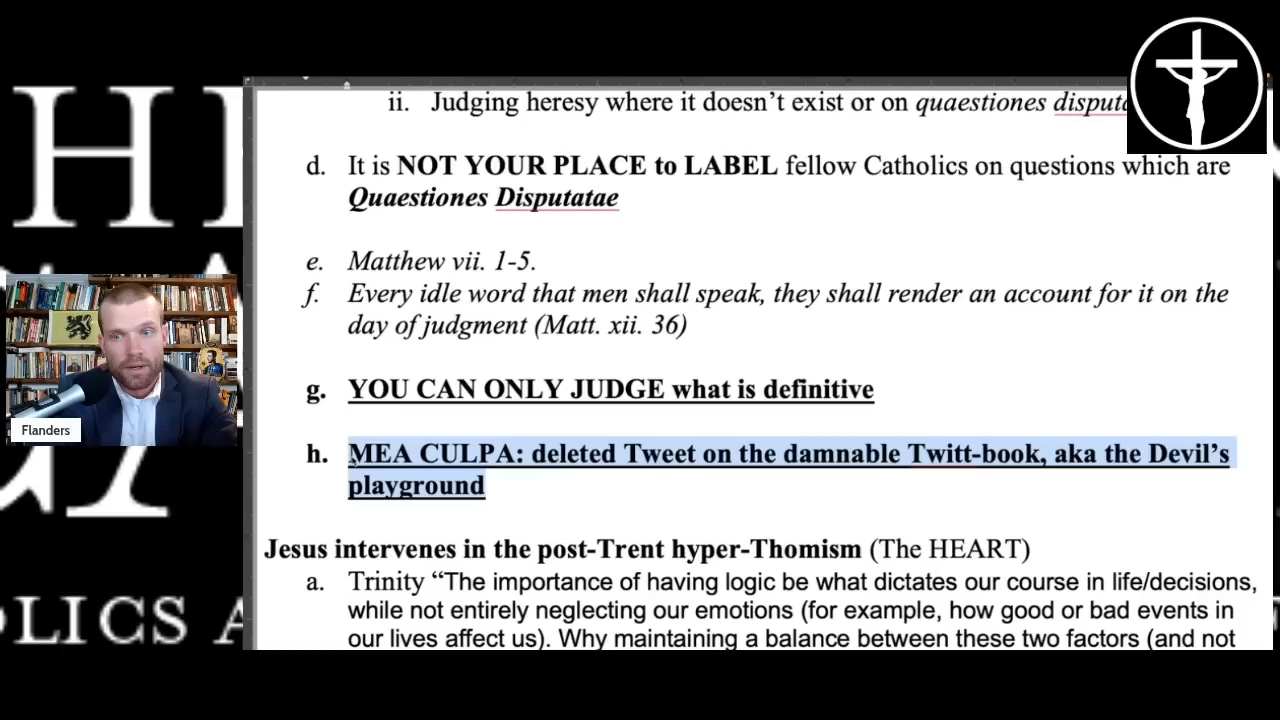 ii. Judging heresy where it doesn’t exist or on quaestiones
d. It is NOT YOUR PLACE to LABEL fellow Catholics on questions which are
Quaestiones Disputatae
e. Matthew vii. 1-5.
f. Every idle word that men shall speak, they shall render an account for it on the
day of judgment (Matt. xii. 36)
g. YOU CAN ONLY JUDGE what is definitive
h. MEA CULPA: deleted Tweet on the damnable Twitt-book, aka the Devil’s
playground
Jesus intervenes in the post-Trent hyper-Thomism (The HEART)
a. Trinity “The importance of having logic be what dictates our course in life/decisions,
while not entirely neglecting our emotions (for example, how good or bad events in
our lives affect us). Why maintaining a balance between these two factors (and not
Flanders